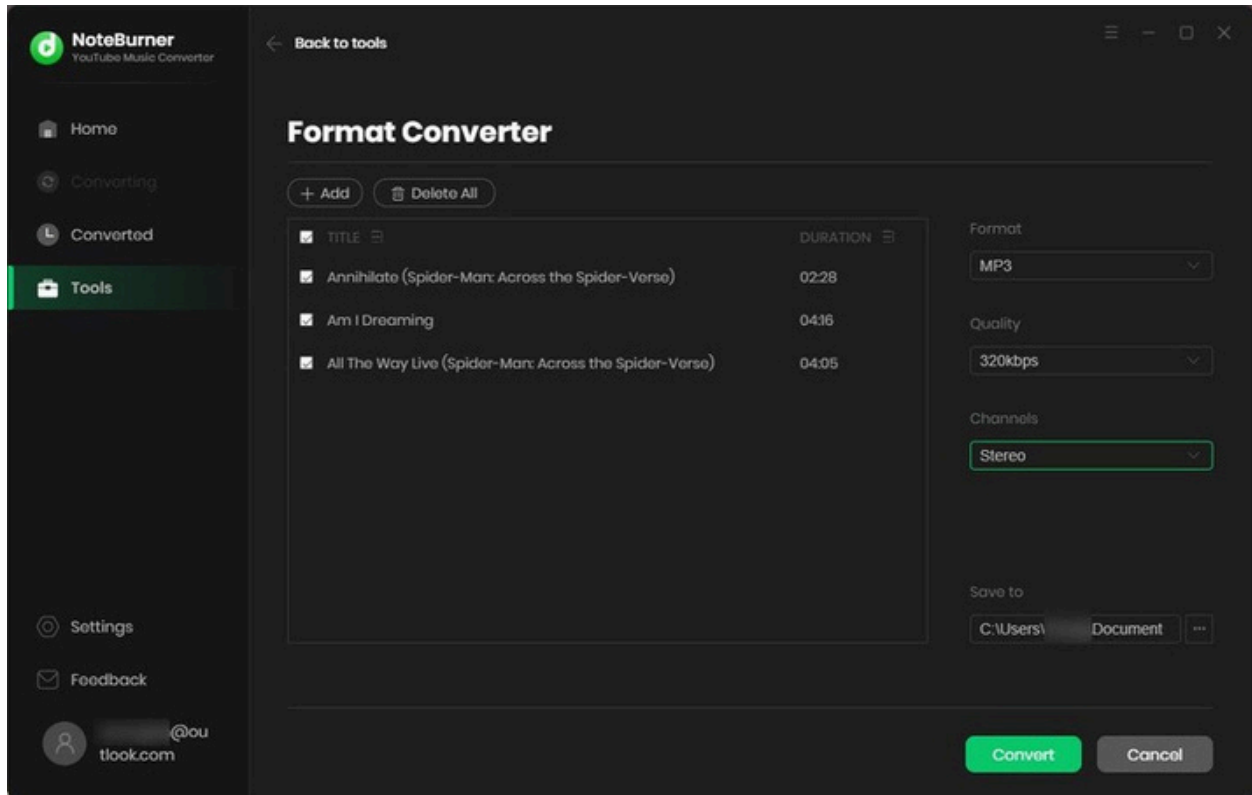 NoteBurner
YouTube Music Converter
Back to tools
Home
Converting
Converted
Tools
Format Converter
+ Add
Delete All
TITLE
DURATION
Annihilate (Spider-Man: Across the Spider-Verse)
02:28
Am I Dreaming
04:16
All The Way Live (Spider-Man: Across the Spider-Verse)
04:05
Format
MP3
Quality
320kbps
Channels
Stereo
Save to
C:\Users\ Document
...
Settings
Feedback
@ou
tlook.com
Convert
Cancel